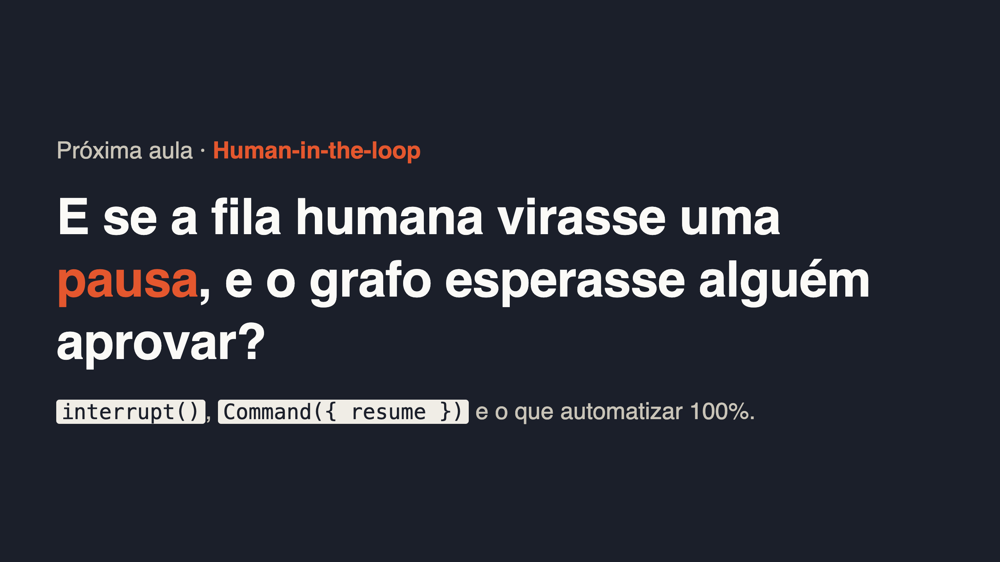 Próxima aula · Human-in-the-loop
E se a fila humana virasse uma
pausa, e o grafo esperasse alguém
aprovar?
interrupt(), Command({ resume }) e o que automatizar 100%.